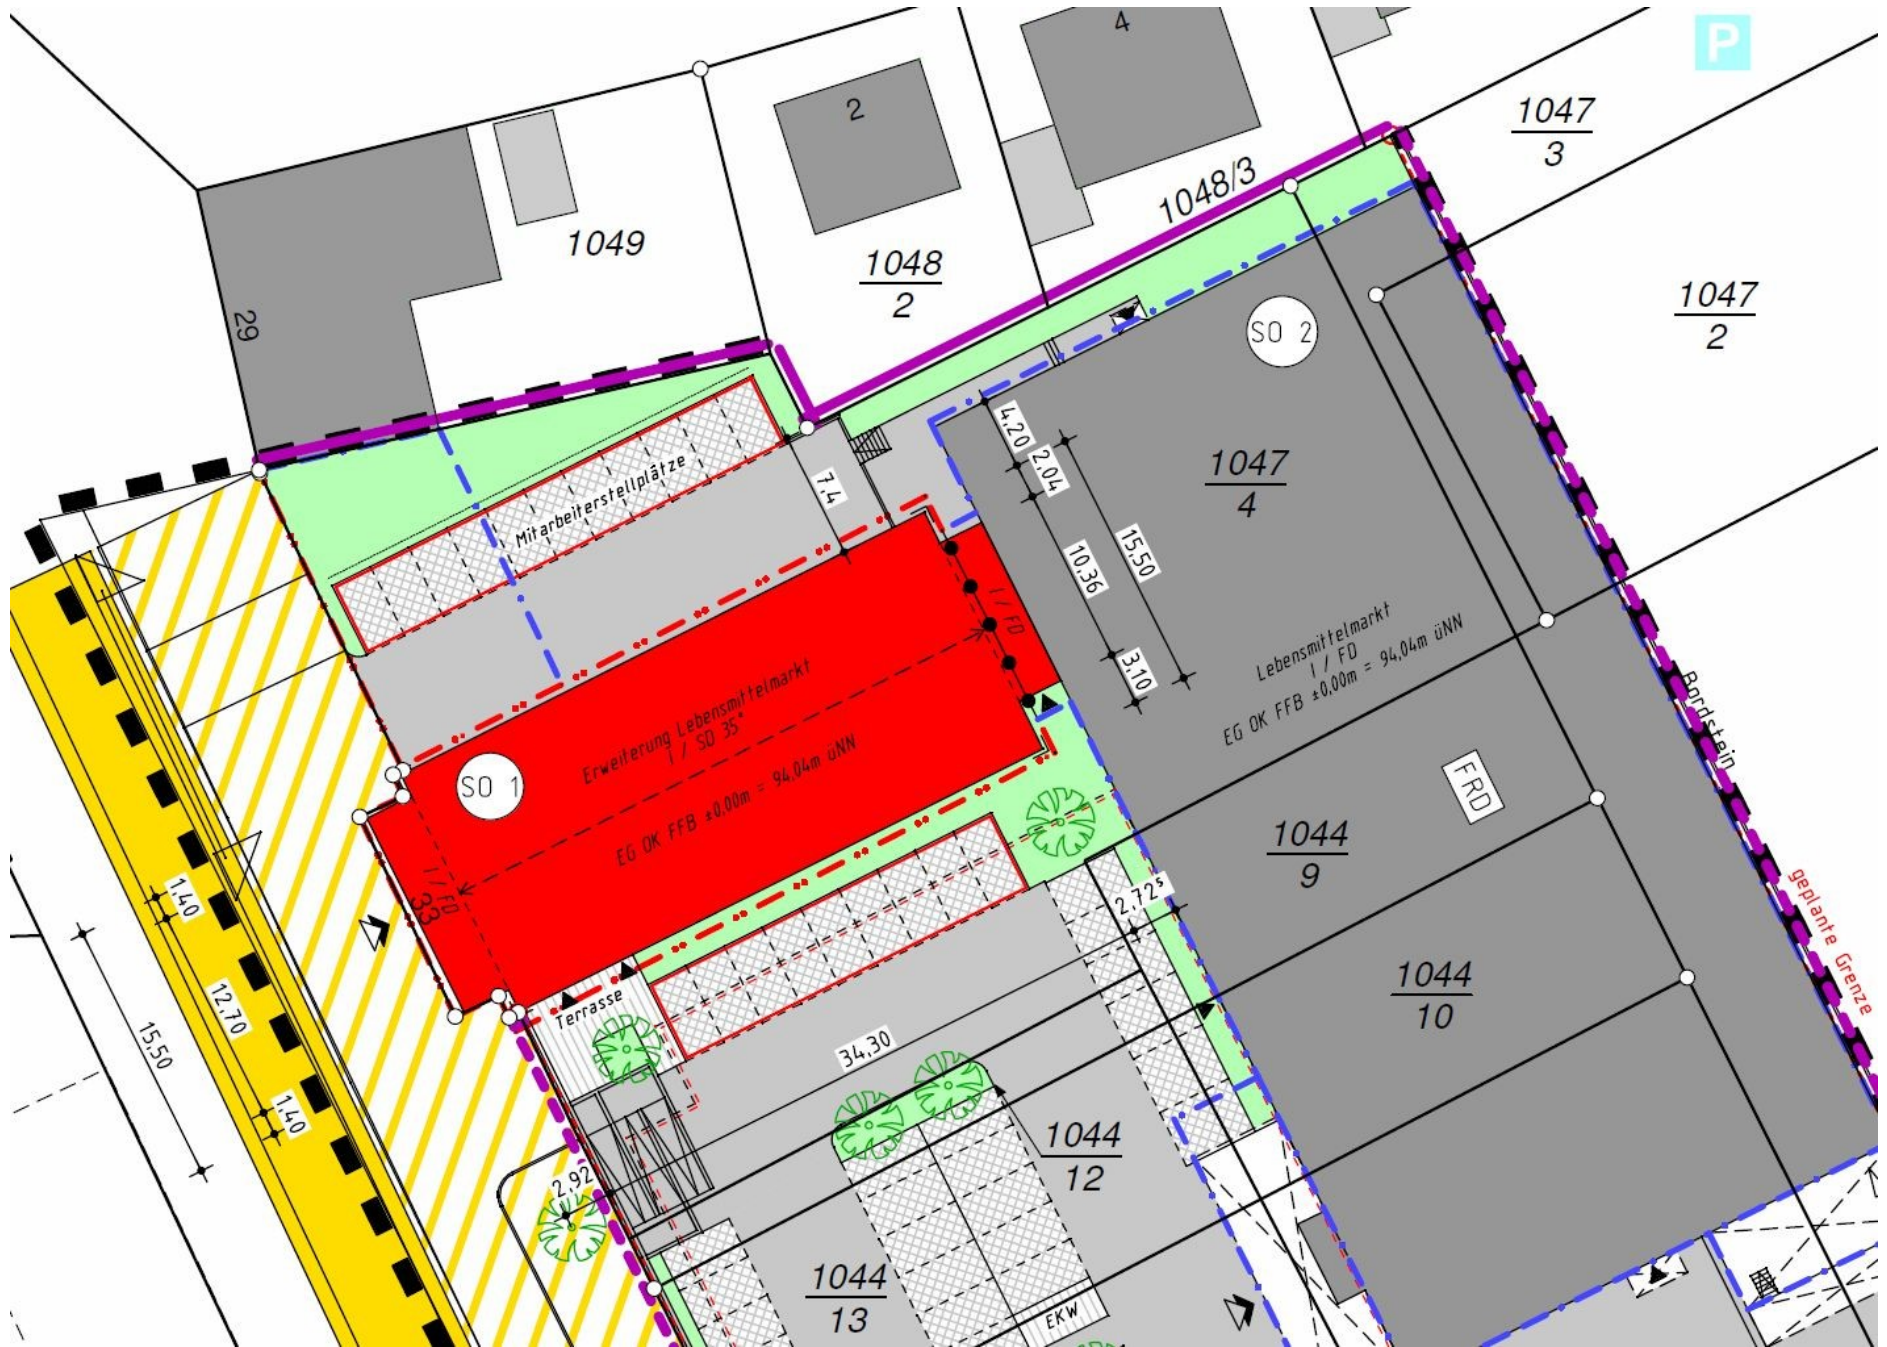 4
P
2
1047
3
1048/3
1049
1048
2
29
1047
2
SO 2
4,20
2,04
1047
4
7,4
Mitarbeiterstellplätze
10,36
15,50
I / FD
3,10
Lebensmittelmarkt
I / FD
EG OK FFB ±0,00m = 94,04m üNN
Erweiterung Lebensmittelmarkt
I / SD 35°
EG OK FFB ±0,00m = 94,04m üNN
SO 1
Bordstein
FRD
1044
9
I / FD
33
1,40
2,72⁵
geplante Grenze
1044
10
12,70
15,50
Terrasse
34,30
1,40
1044
12
2,92
1044
13
EKW